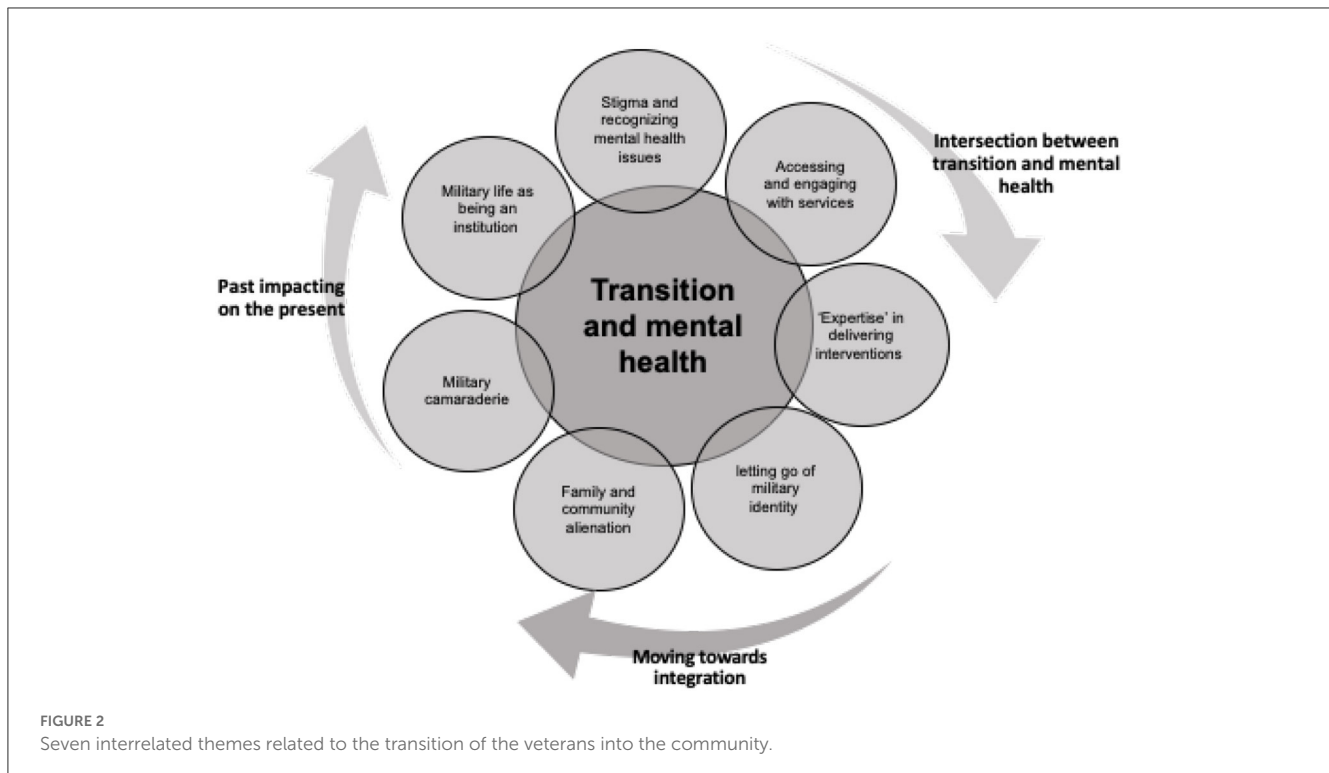 Stigma and
recognizing
mental health
issues
Accessing
and engaging
with services
Intersection between
transition and mental
health
Military life as
being an
institution
Past impacting
on the present
Transition
and mental
health
'Expertise' in
delivering
interventions
Military
camaraderie
letting go of
military
identity
Family and
community
alienation
Moving towards
integration
FIGURE 2
Seven interrelated themes related to the transition of the veterans into the community.